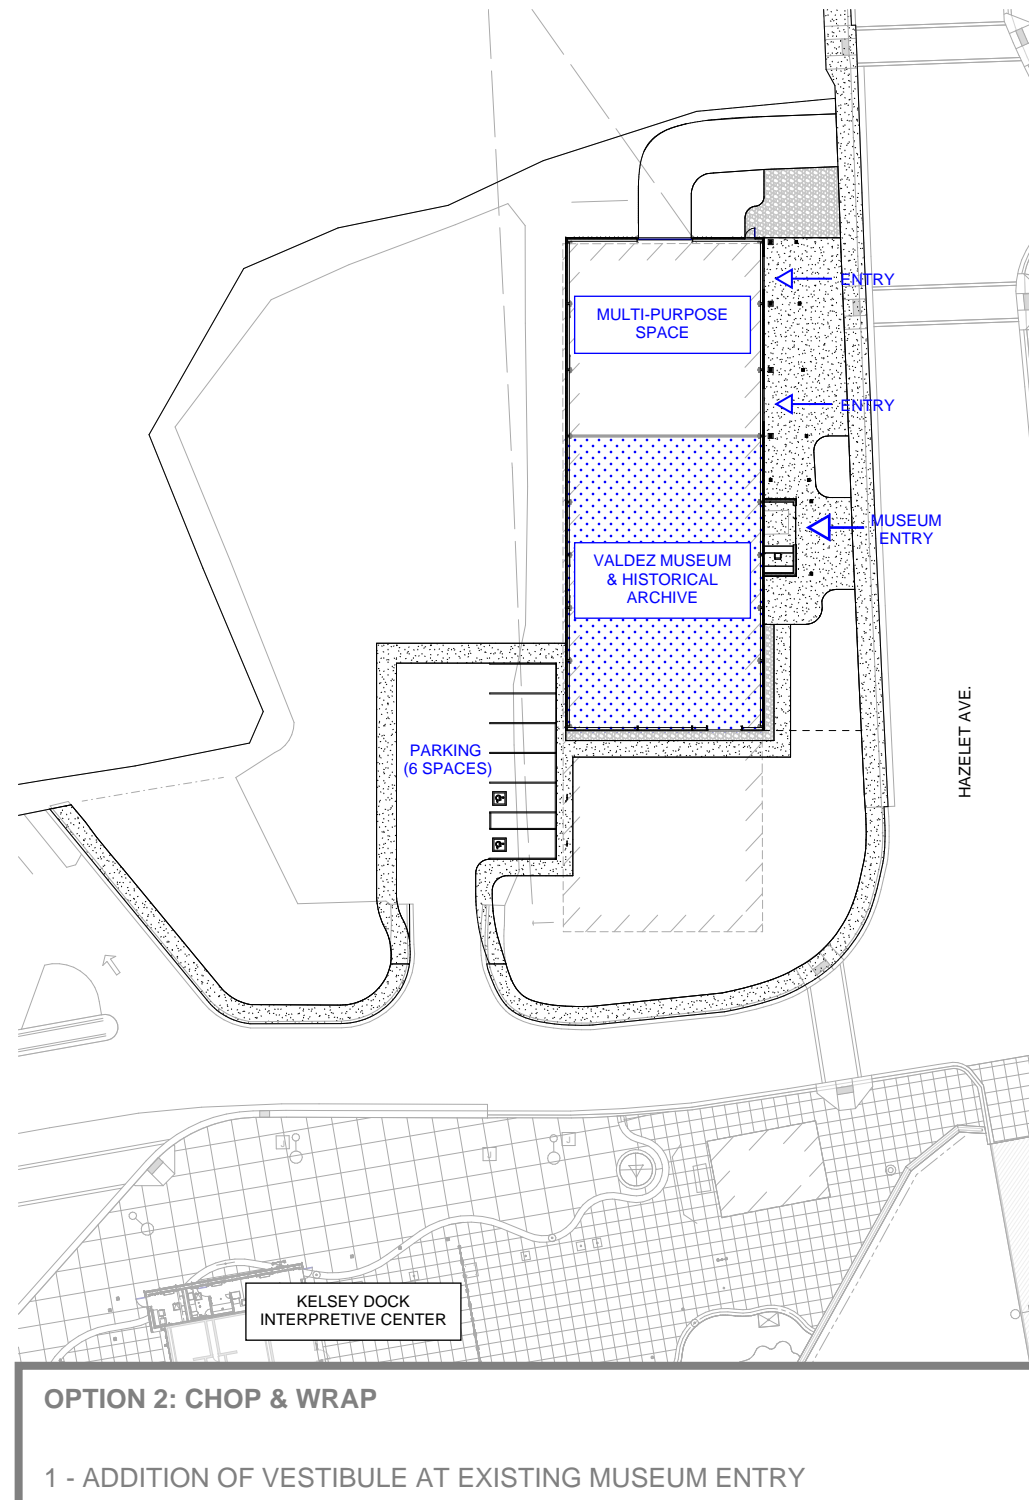 ENTRY
MULTI-PURPOSE
SPACE
ENTRY
MUSEUM
ENTRY
VALDEZ MUSEUM
& HISTORICAL
ARCHIVE
HAZELET AVE.
PARKING
(6 SPACES)
KELSEY DOCK
INTERPRETIVE CENTER
OPTION 2: CHOP & WRAP
1 - ADDITION OF VESTIBULE AT EXISTING MUSEUM ENTRY